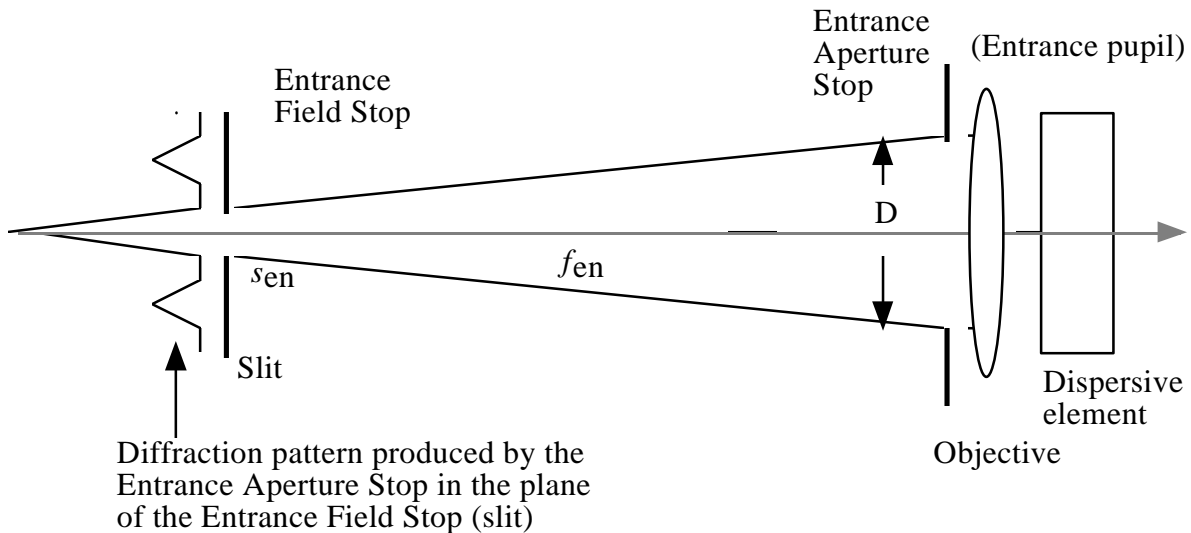 Entrance
Field Stop
Entrance
Aperture
Stop
(Entrance pupil)
D
sen
fen
Slit
Dispersive
element
Objective
Diffraction pattern produced by the
Entrance Aperture Stop in the plane
of the Entrance Field Stop (slit)